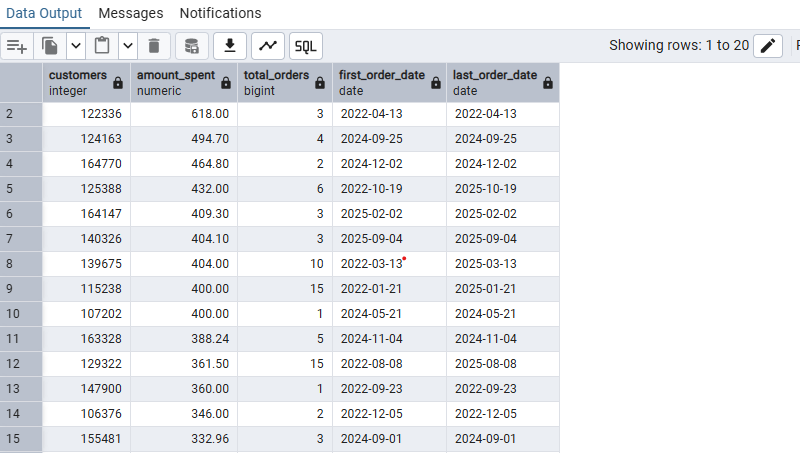 Data Output Messages Notifications
SQL Showing rows: 1 to 20
customers amount_spent total_orders first_order_date last_order_date
integer numeric bigint date date
2 122336 618.00 3 2022-04-13 2022-04-13
3 124163 494.70 4 2024-09-25 2024-09-25
4 164770 464.80 2 2024-12-02 2024-12-02
5 125388 432.00 6 2022-10-19 2025-10-19
6 164147 409.30 3 2025-02-02 2025-02-02
7 140326 404.10 3 2025-09-04 2025-09-04
8 139675 404.00 10 2022-03-13 2025-03-13
9 115238 400.00 15 2022-01-21 2025-01-21
10 107202 400.00 1 2024-05-21 2024-05-21
11 163328 388.24 5 2024-11-04 2024-11-04
12 129322 361.50 15 2022-08-08 2025-08-08
13 147900 360.00 1 2022-09-23 2022-09-23
14 106376 346.00 2 2022-12-05 2022-12-05
15 155481 332.96 3 2024-09-01 2024-09-01